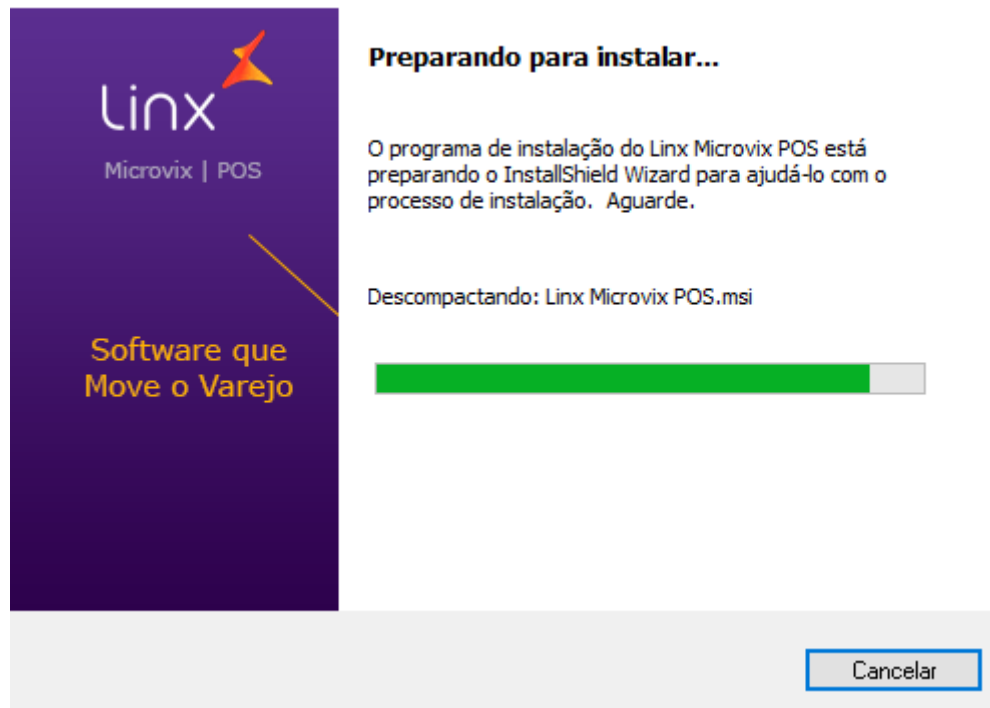 Linx
Microvix | POS
Software que
Move o Varejo
Preparando para instalar...
O programa de instalação do Linx Microvix POS está
preparando o InstallShield Wizard para ajudá-lo com o
processo de instalação.  Aguarde.
Descompactando: Linx Microvix POS.msi
Cancelar